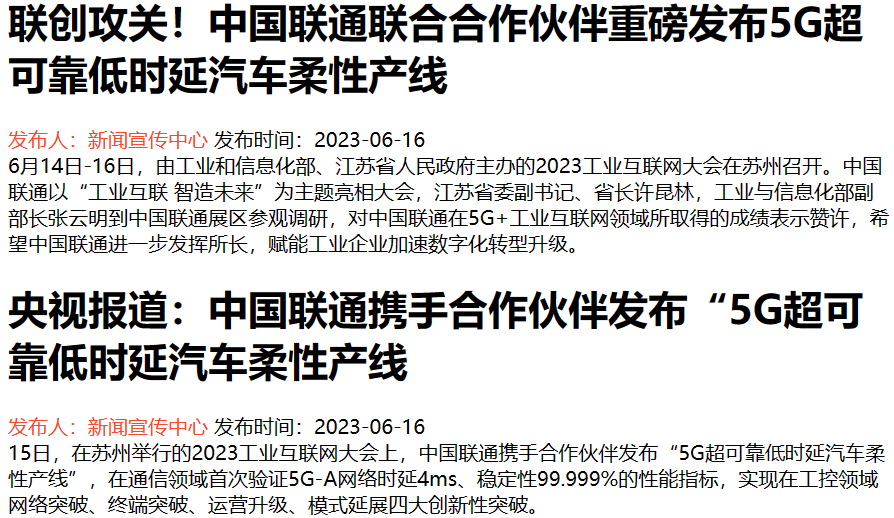 联创攻关！中国联通联合合作伙伴重磅发布5G超
可靠低时延汽车柔性产线
发布人：新闻宣传中心 发布时间：2023-06-16
6月14日-16日，由工业和信息化部、江苏省人民政府主办的2023工业互联网大会在苏州召开。中国
联通以“工业互联 智造未来”为主题亮相大会，江苏省委副书记、省长许昆林，工业与信息化部副
部长张云明到中国联通展区参观调研，对中国联通在5G+工业互联网领域所取得的成绩表示赞许，希
望中国联通进一步发挥所长，赋能工业企业加速数字化转型升级。
央视报道：中国联通携手合作伙伴发布“5G超可
靠低时延汽车柔性产线
发布人：新闻宣传中心 发布时间：2023-06-16
15日，在苏州举行的2023工业互联网大会上，中国联通携手合作伙伴发布“5G超可靠低时延汽车柔
性产线”，在通信领域首次验证5G-A网络时延4ms、稳定性99.999%的性能指标，实现在工控领域
网络突破、终端突破、运营升级、模式延展四大创新性突破。